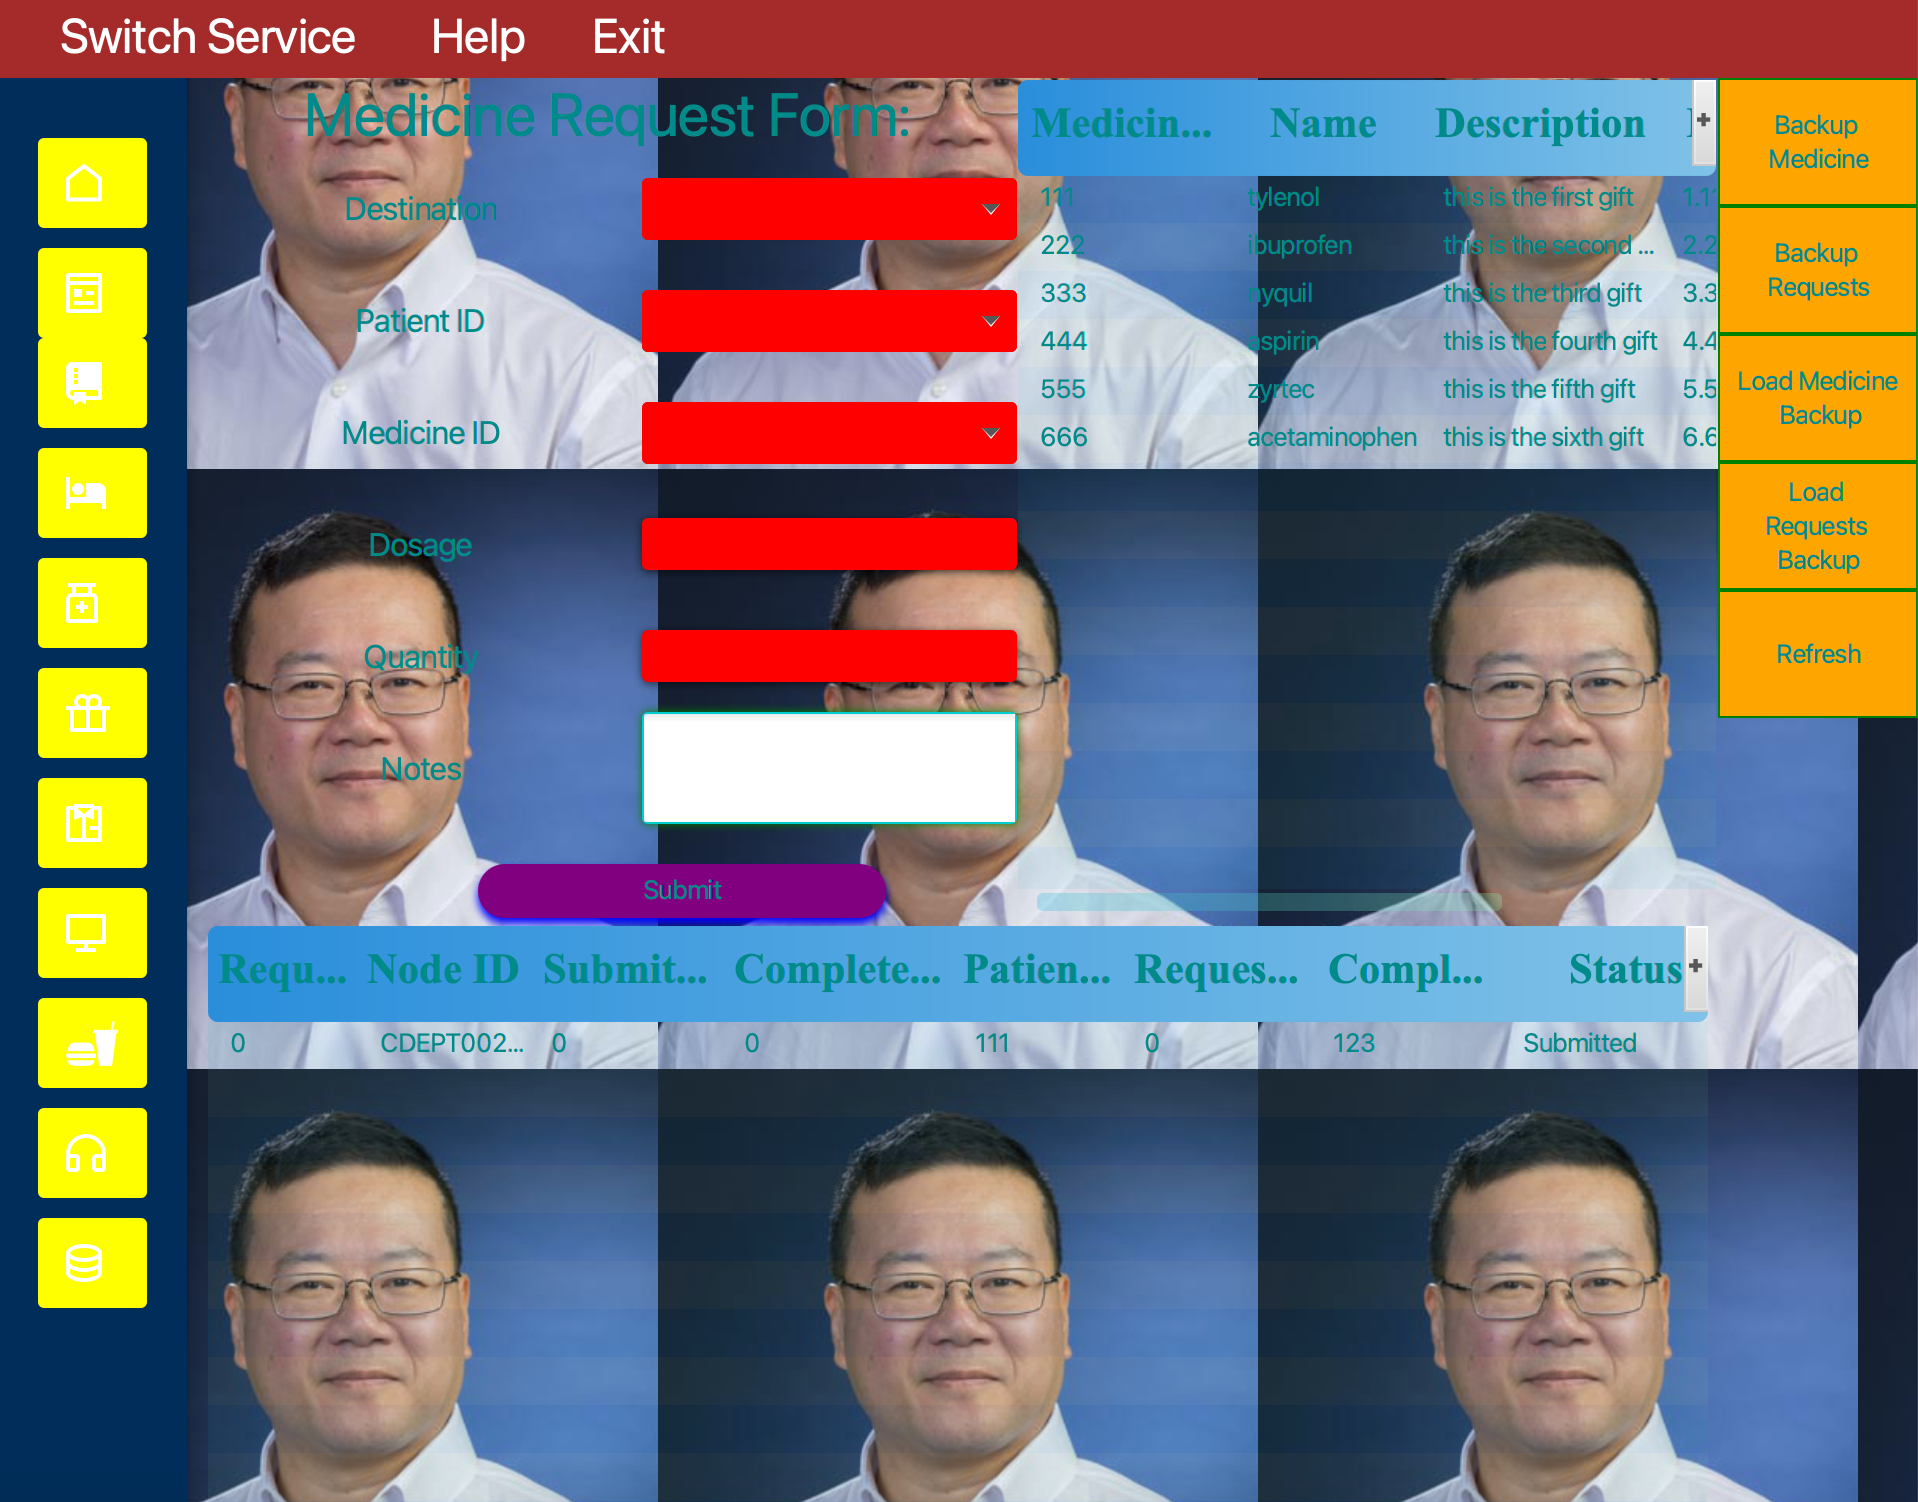 Switch Service Help Exit
Medicine Request Form:
Destination
Patient ID
Medicine ID
Dosage
Quantity
Notes
Submit
Medicin... Name Description
111 tylenol this is the first gift 1.1
222 ibuprofen this is the second ... 2.2
333 nyquil this is the third gift 3.3
444 aspirin this is the fourth gift 4.4
555 zyrtec this is the fifth gift 5.5
666 acetaminophen this is the sixth gift 6.6
Backup
Medicine
Backup
Requests
Load Medicine
Backup
Load
Requests
Backup
Refresh
Requ... Node ID Submit... Complete... Patien... Reques... Compl... Status
0 CDEPT002... 0 0 111 0 123 Submitted